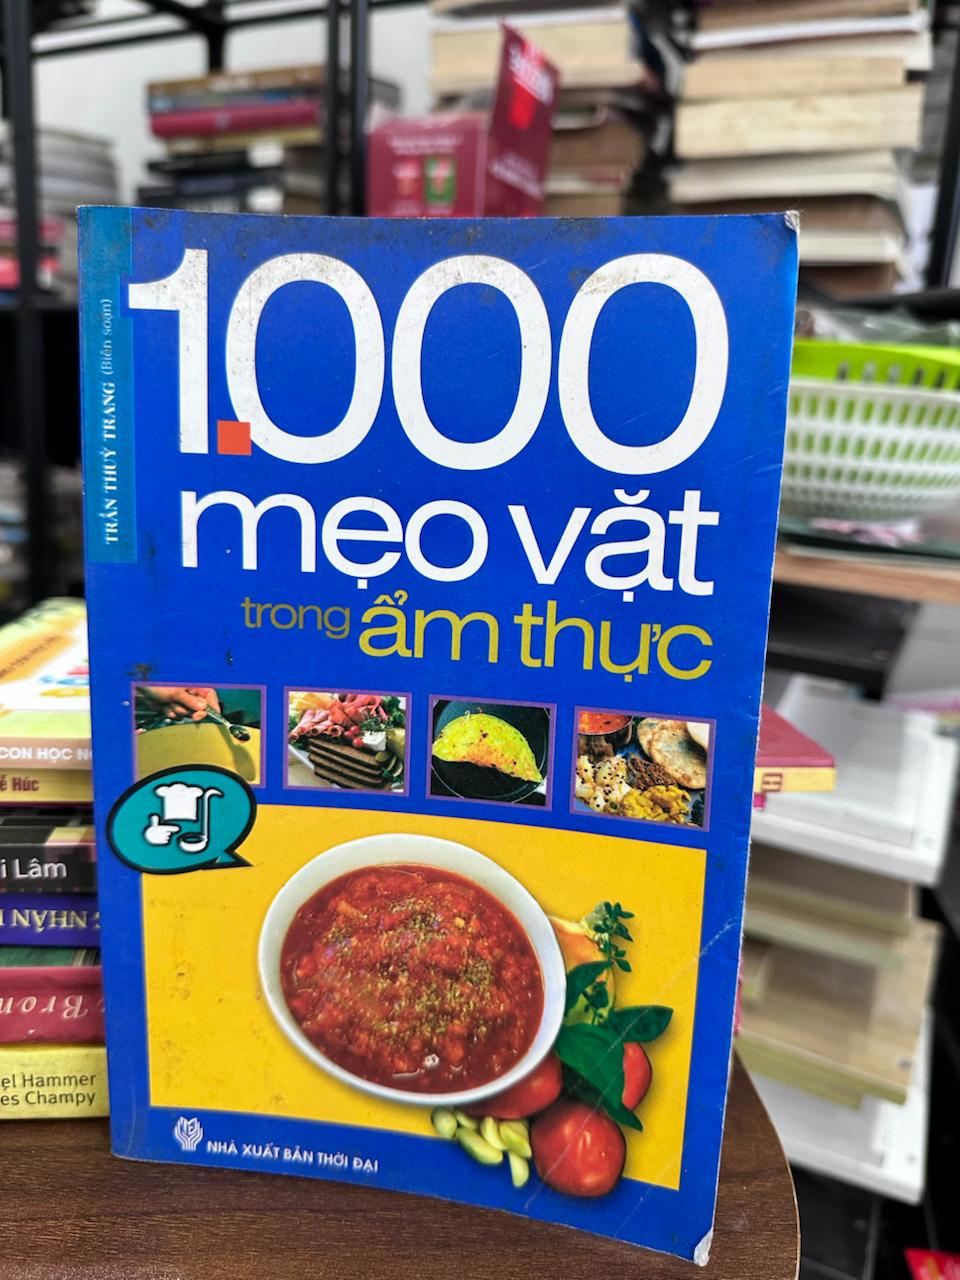 TRẦN THUỲ TRANG (Biên soạn)
1.000
mẹo vặt
trong ẩm thực
NHÀ XUẤT BẢN THỜI ĐẠI
CON HỌC
Húc
i Lâm
NHÂN
Bron
el Hammer
es Champy